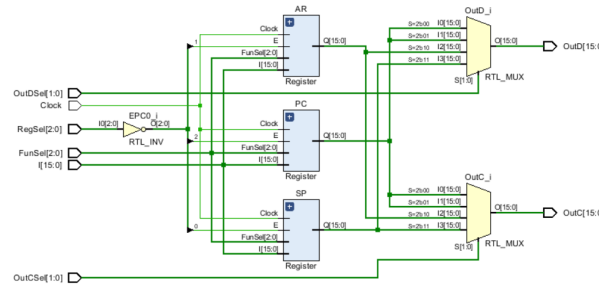 AR
OutD_i
Clock
E
FunSel[2:0]
I[15:0]
Q[15:0]
Register
1
S=2'b00 I0[15:0]
S=2'b01 I1[15:0]
S=2'b10 I2[15:0]
S=2'b11 I3[15:0]
O[15:0]
OutD[15:0
S[1:0]
RTL_MUX
OutDSel[1:0]
Clock
RegSel[2:0]
FunSel[2:0]
I[15:0]
EPC0_i
I0[2:0] O[2:0]
RTL_INV
PC
Clock
E
FunSel[2:0]
I[15:0]
Q[15:0]
Register
2
SP
Clock
E
FunSel[2:0]
I[15:0]
Q[15:0]
Register
0
OutC_i
S=2'b00 I0[15:0]
S=2'b01 I1[15:0]
S=2'b10 I2[15:0]
S=2'b11 I3[15:0]
O[15:0]
OutC[15:0
S[1:0]
RTL_MUX
OutCSel[1:0]